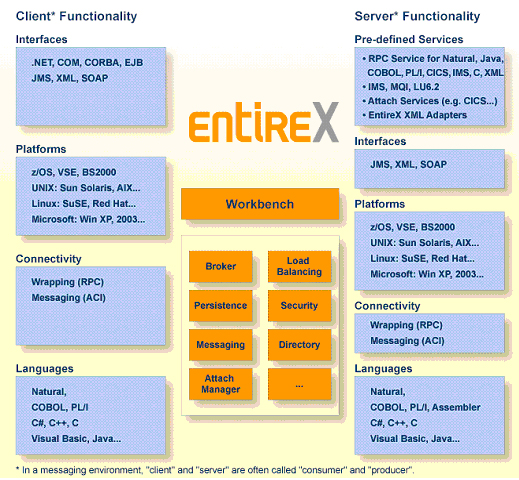 Client* Functionality
Interfaces
.NET, COM, CORBA, EJB
JMS, XML, SOAP
Platforms
z/OS, VSE, BS2000
UNIX: Sun Solaris, AIX...
Linux: SuSE, Red Hat...
Microsoft: Win XP, 2003...
Connectivity
Wrapping (RPC)
Messaging (ACI)
Languages
Natural,
COBOL, PL/I
C#, C++, C
Visual Basic, Java...
entireX
Workbench
Broker
Load
Balancing
Persistence
Security
Messaging
Directory
Attach
Manager
...
Server* Functionality
Pre-defined Services
• RPC Service for Natural, Java,
COBOL, PL/I, CICS, IMS, C, XML
• IMS, MQI, LU6.2
• Attach Services (e.g. CICS...)
• EntireX XML Adapters
Interfaces
JMS, XML, SOAP
Platforms
z/OS, VSE, BS2000
UNIX: Sun Solaris, AIX...
Linux: SuSE, Red Hat...
Microsoft: Win XP, 2003...
Connectivity
Wrapping (RPC)
Messaging (ACI)
Languages
Natural,
COBOL, PL/I, Assembler
C#, C++, C
Visual Basic, Java...
* In a messaging environment, "client" and "server" are often called "consumer" and "producer".